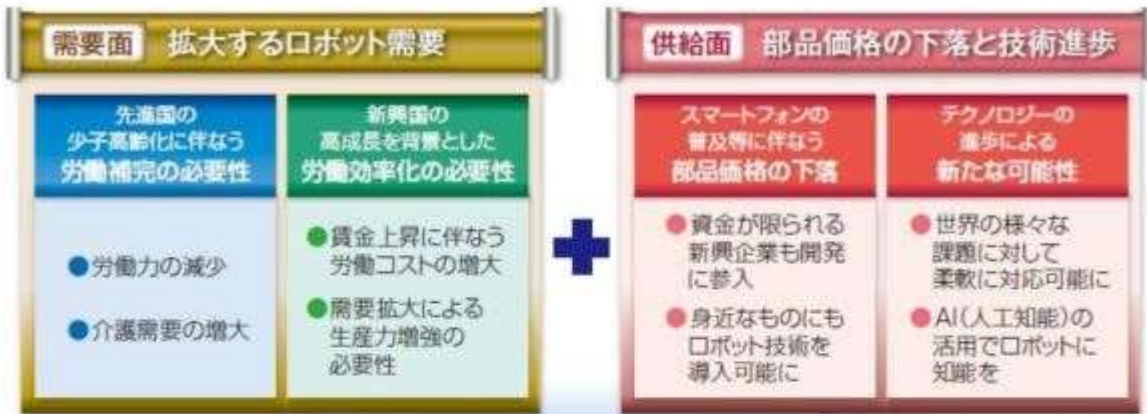 需要面 拡大するロボット需要
先進国の
少子高齢化に伴なう
労働補完の必要性
●労働力の減少
●介護需要の増大
新興国の
高成長を背景とした
労働効率化の必要性
●賃金上昇に伴なう
労働コストの増大
●需要拡大による
生産力増強の
必要性
+
供給面 部品価格の下落と技術進歩
スマートフォンの
普及等に伴なう
部品価格の下落
●資金が限られる
新興企業も開発
に参入
●身近なものにも
ロボット技術を
導入可能に
テクノロジーの
進歩による
新たな可能性
●世界の様々な
課題に対して
柔軟に対応可能に
●AI(人工知能)の
活用でロボットに
知能を